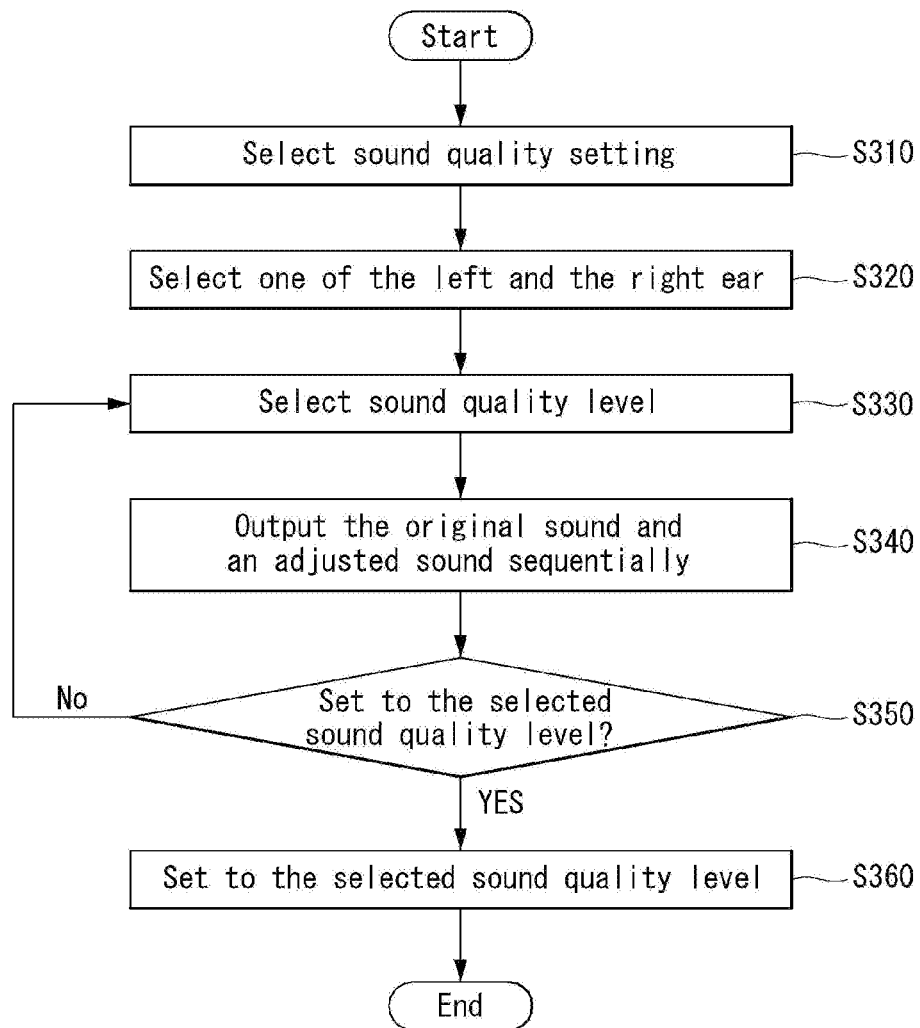 Start
Select sound quality setting
S310
Select one of the left and the right ear
S320
Select sound quality level
S330
Output the original sound and
an adjusted sound sequentially
S340
Set to the selected
sound quality level?
S350
No
YES
Set to the selected sound quality level
S360
End